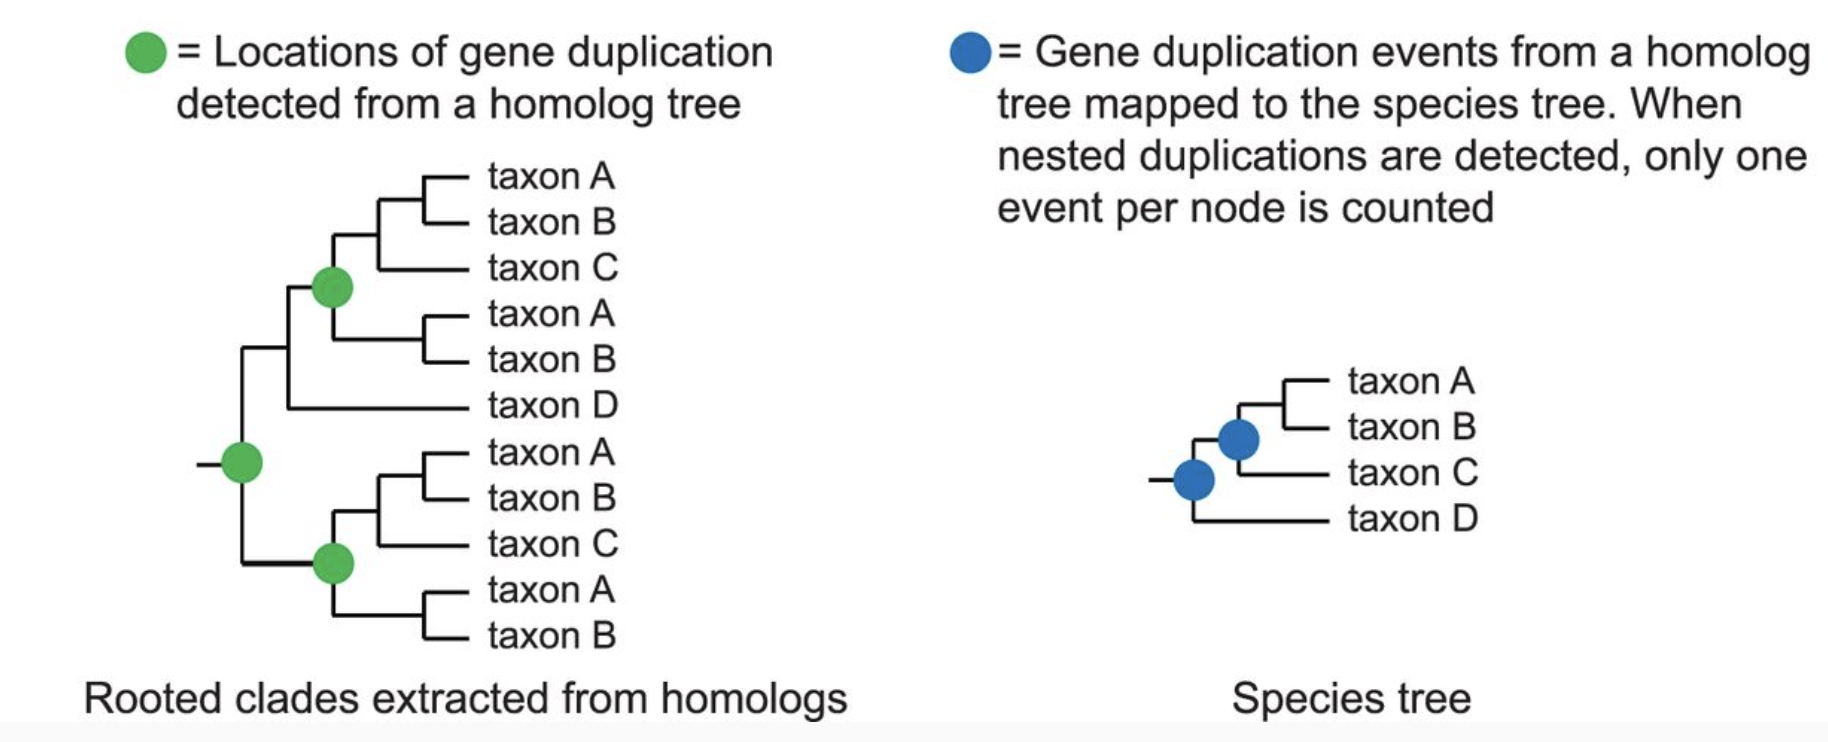 = Locations of gene duplication
detected from a homolog tree
taxon A
taxon B
taxon C
taxon A
taxon B
taxon D
taxon A
taxon B
taxon C
taxon A
taxon B
Rooted clades extracted from homologs
= Gene duplication events from a homolog
tree mapped to the species tree. When
nested duplications are detected, only one
event per node is counted
taxon A
taxon B
taxon C
taxon D
Species tree